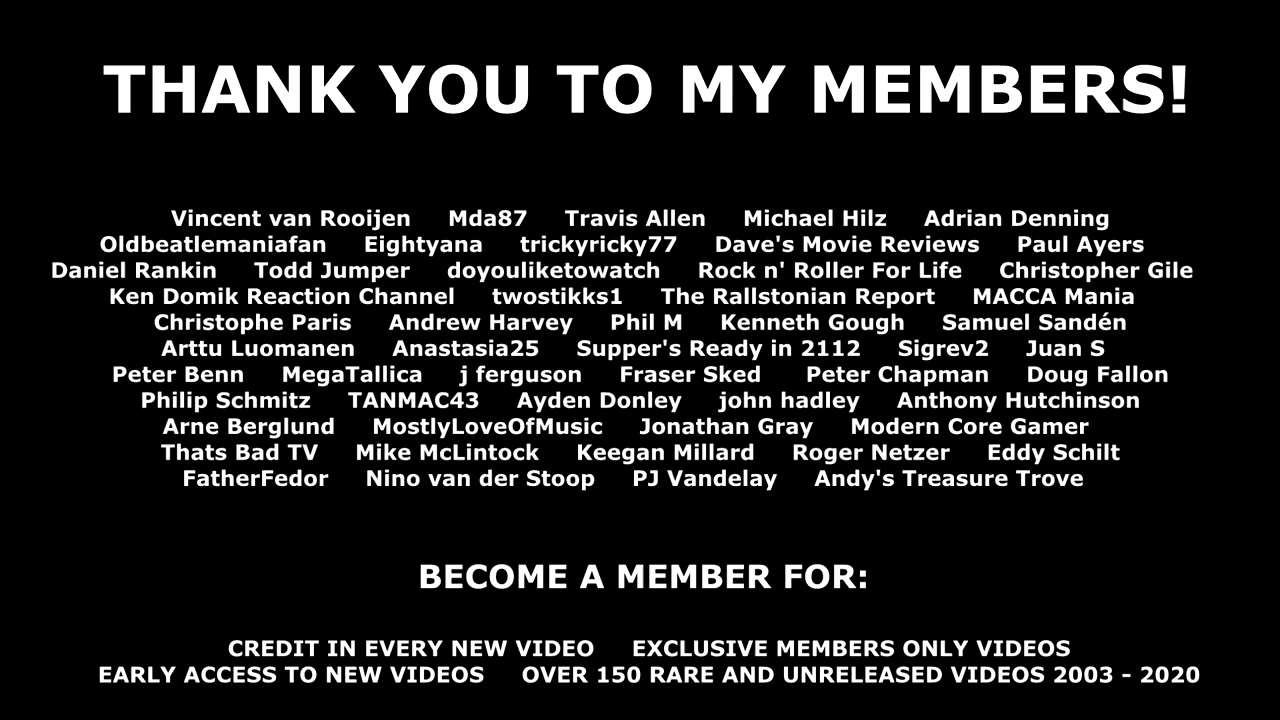 THANK YOU TO MY MEMBERS!
Vincent van Rooijen Mda87 Travis Allen Michael Hilz Adrian Denning
Oldbeatlemaniafan Eightyana trickyricky77 Dave's Movie Reviews Paul Ayers
Daniel Rankin Todd Jumper doyouliketowatch Rock n' Roller For Life Christopher Gile
Ken Domik Reaction Channel twostikks1 The Rallstonian Report MACCA Mania
Christophe Paris Andrew Harvey Phil M Kenneth Gough Samuel Sandén
Arttu Luomanen Anastasia25 Supper's Ready in 2112 Sigrev2 Juan S
Peter Benn MegaTallica j ferguson Fraser Sked Peter Chapman Doug Fallon
Philip Schmitz TANMAC43 Ayden Donley john hadley Anthony Hutchinson
Arne Berglund MostlyLoveOfMusic Jonathan Gray Modern Core Gamer
Thats Bad TV Mike McLintock Keegan Millard Roger Netzer Eddy Schilt
FatherFedor Nino van der Stoop PJ Vandelay Andy's Treasure Trove
BECOME A MEMBER FOR:
CREDIT IN EVERY NEW VIDEO EXCLUSIVE MEMBERS ONLY VIDEOS
EARLY ACCESS TO NEW VIDEOS OVER 150 RARE AND UNRELEASED VIDEOS 2003 - 2020